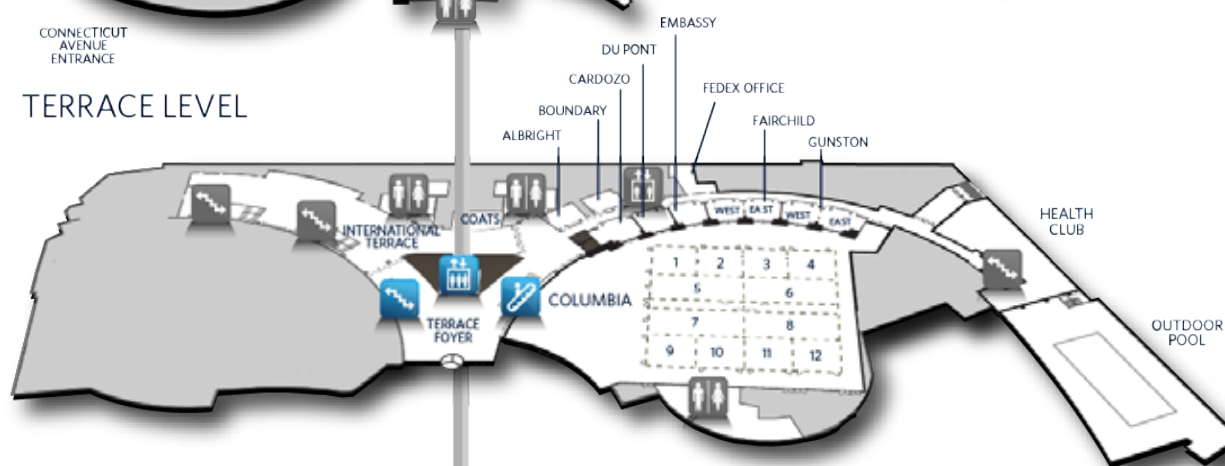 CONNECTICUT
AVENUE
ENTRANCE
TERRACE LEVEL
EMBASSY
DU PONT
CARDOZO
BOUNDARY
ALBRIGHT
FEDEX OFFICE
FAIRCHILD
GUNSTON
COATS
WEST
EAST
WEST
EAST
INTERNATIONAL
TERRACE
HEALTH
CLUB
1
2
3
4
5
6
COLUMBIA
7
8
TERRACE
FOYER
9
10
11
12
OUTDOOR
POOL